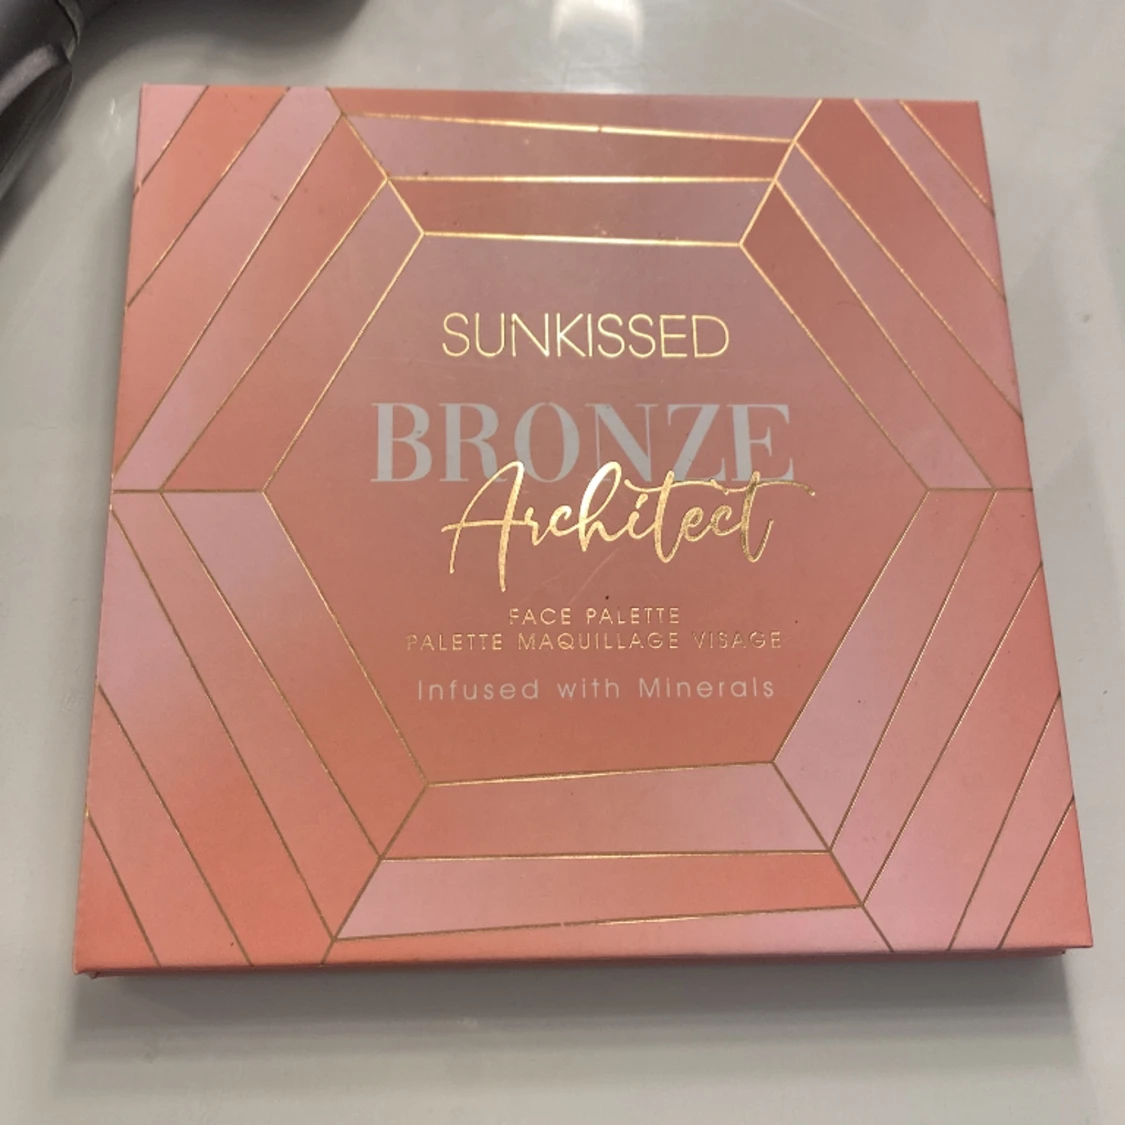 SUNKISSED
BRONZE
Architect
FACE PALETTE
PALETTE MAQUILLAGE VISAGE
Infused with Minerals